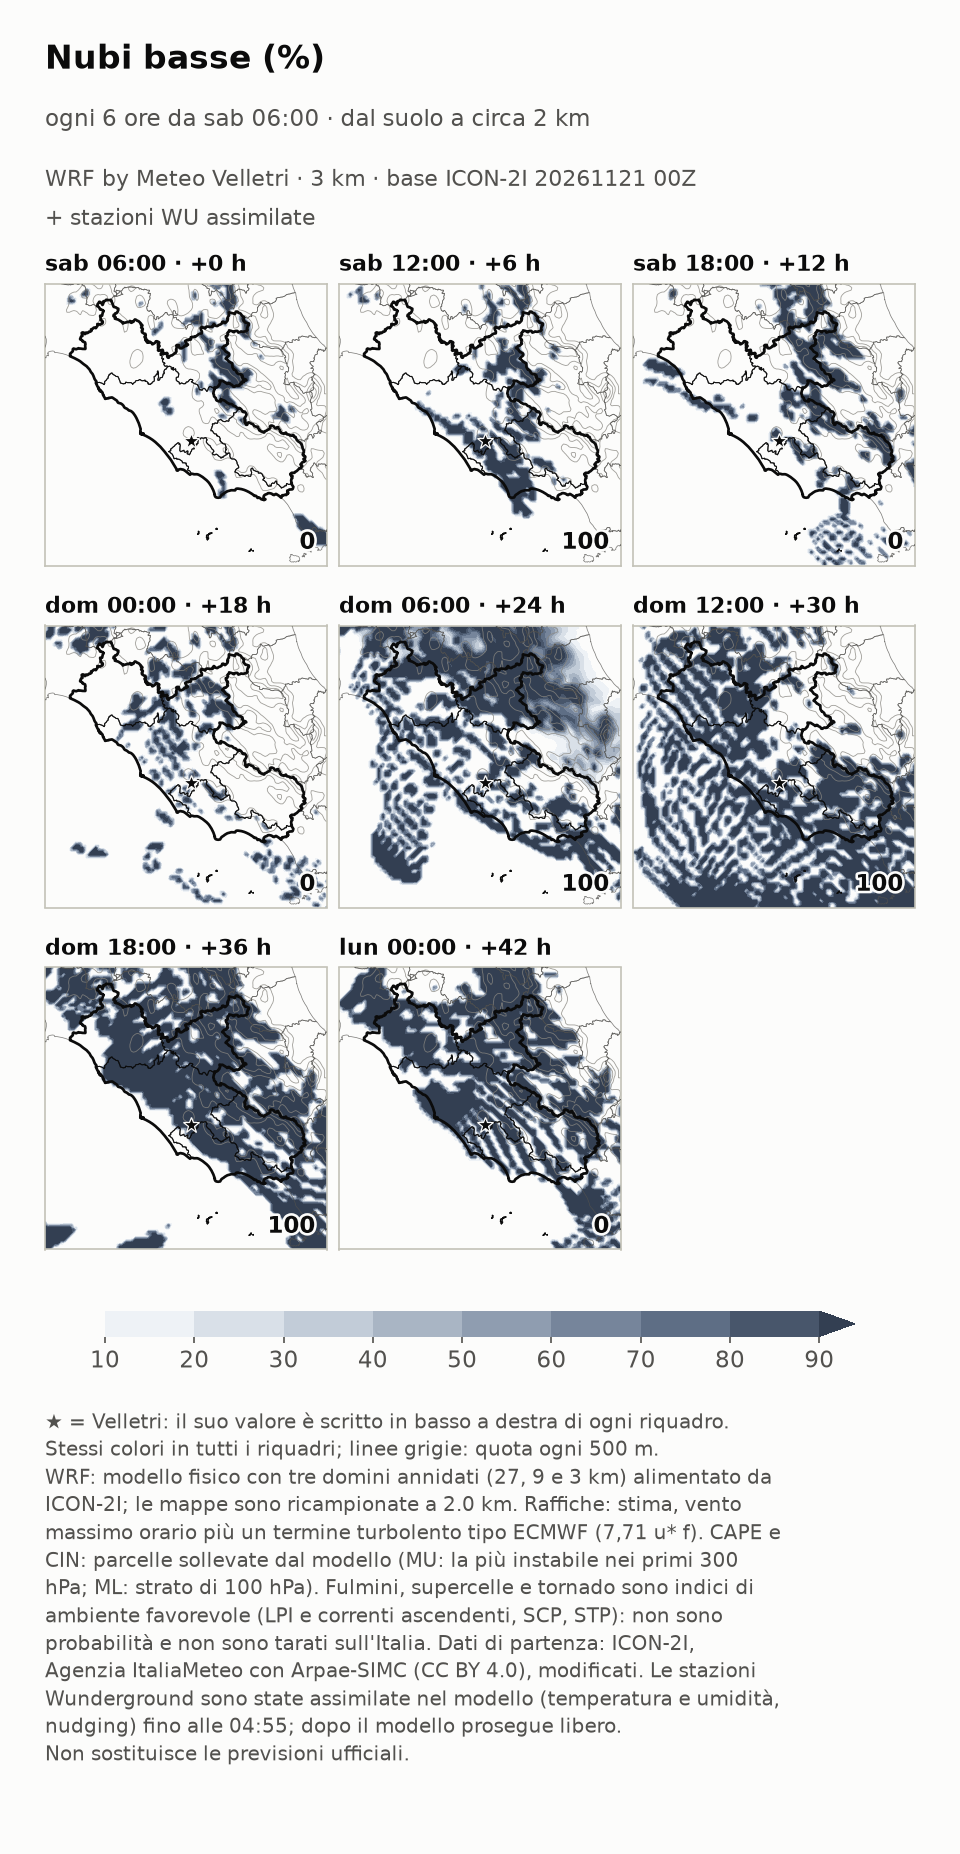 Nubi basse (%)
ogni 6 ore da sab 06:00 · dal suolo a circa 2 km
WRF by Meteo Velletri · 3 km · base ICON-2I 20261121 00Z
+ stazioni WU assimilate
sab 06:00 · +0 h
sab 12:00 · +6 h
sab 18:00 · +12 h
0
100
0
dom 00:00 · +18 h
dom 06:00 · +24 h
dom 12:00 · +30 h
0
100
100
dom 18:00 · +36 h
lun 00:00 · +42 h
100
0
10 20 30 40 50 60 70 80 90
★ = Velletri: il suo valore è scritto in basso a destra di ogni riquadro.
Stessi colori in tutti i riquadri; linee grigie: quota ogni 500 m.
WRF: modello fisico con tre domini annidati (27, 9 e 3 km) alimentato da
ICON-2I; le mappe sono ricampionate a 2.0 km. Raffiche: stima, vento
massimo orario più un termine turbolento tipo ECMWF (7,71 u* f). CAPE e
CIN: parcelle sollevate dal modello (MU: la più instabile nei primi 300
hPa; ML: strato di 100 hPa). Fulmini, supercelle e tornado sono indici di
ambiente favorevole (LPI e correnti ascendenti, SCP, STP): non sono
probabilità e non sono tarati sull'Italia. Dati di partenza: ICON-2I,
Agenzia ItaliaMeteo con Arpae-SIMC (CC BY 4.0), modificati. Le stazioni
Wunderground sono state assimilate nel modello (temperatura e umidità,
nudging) fino alle 04:55; dopo il modello prosegue libero.
Non sostituisce le previsioni ufficiali.